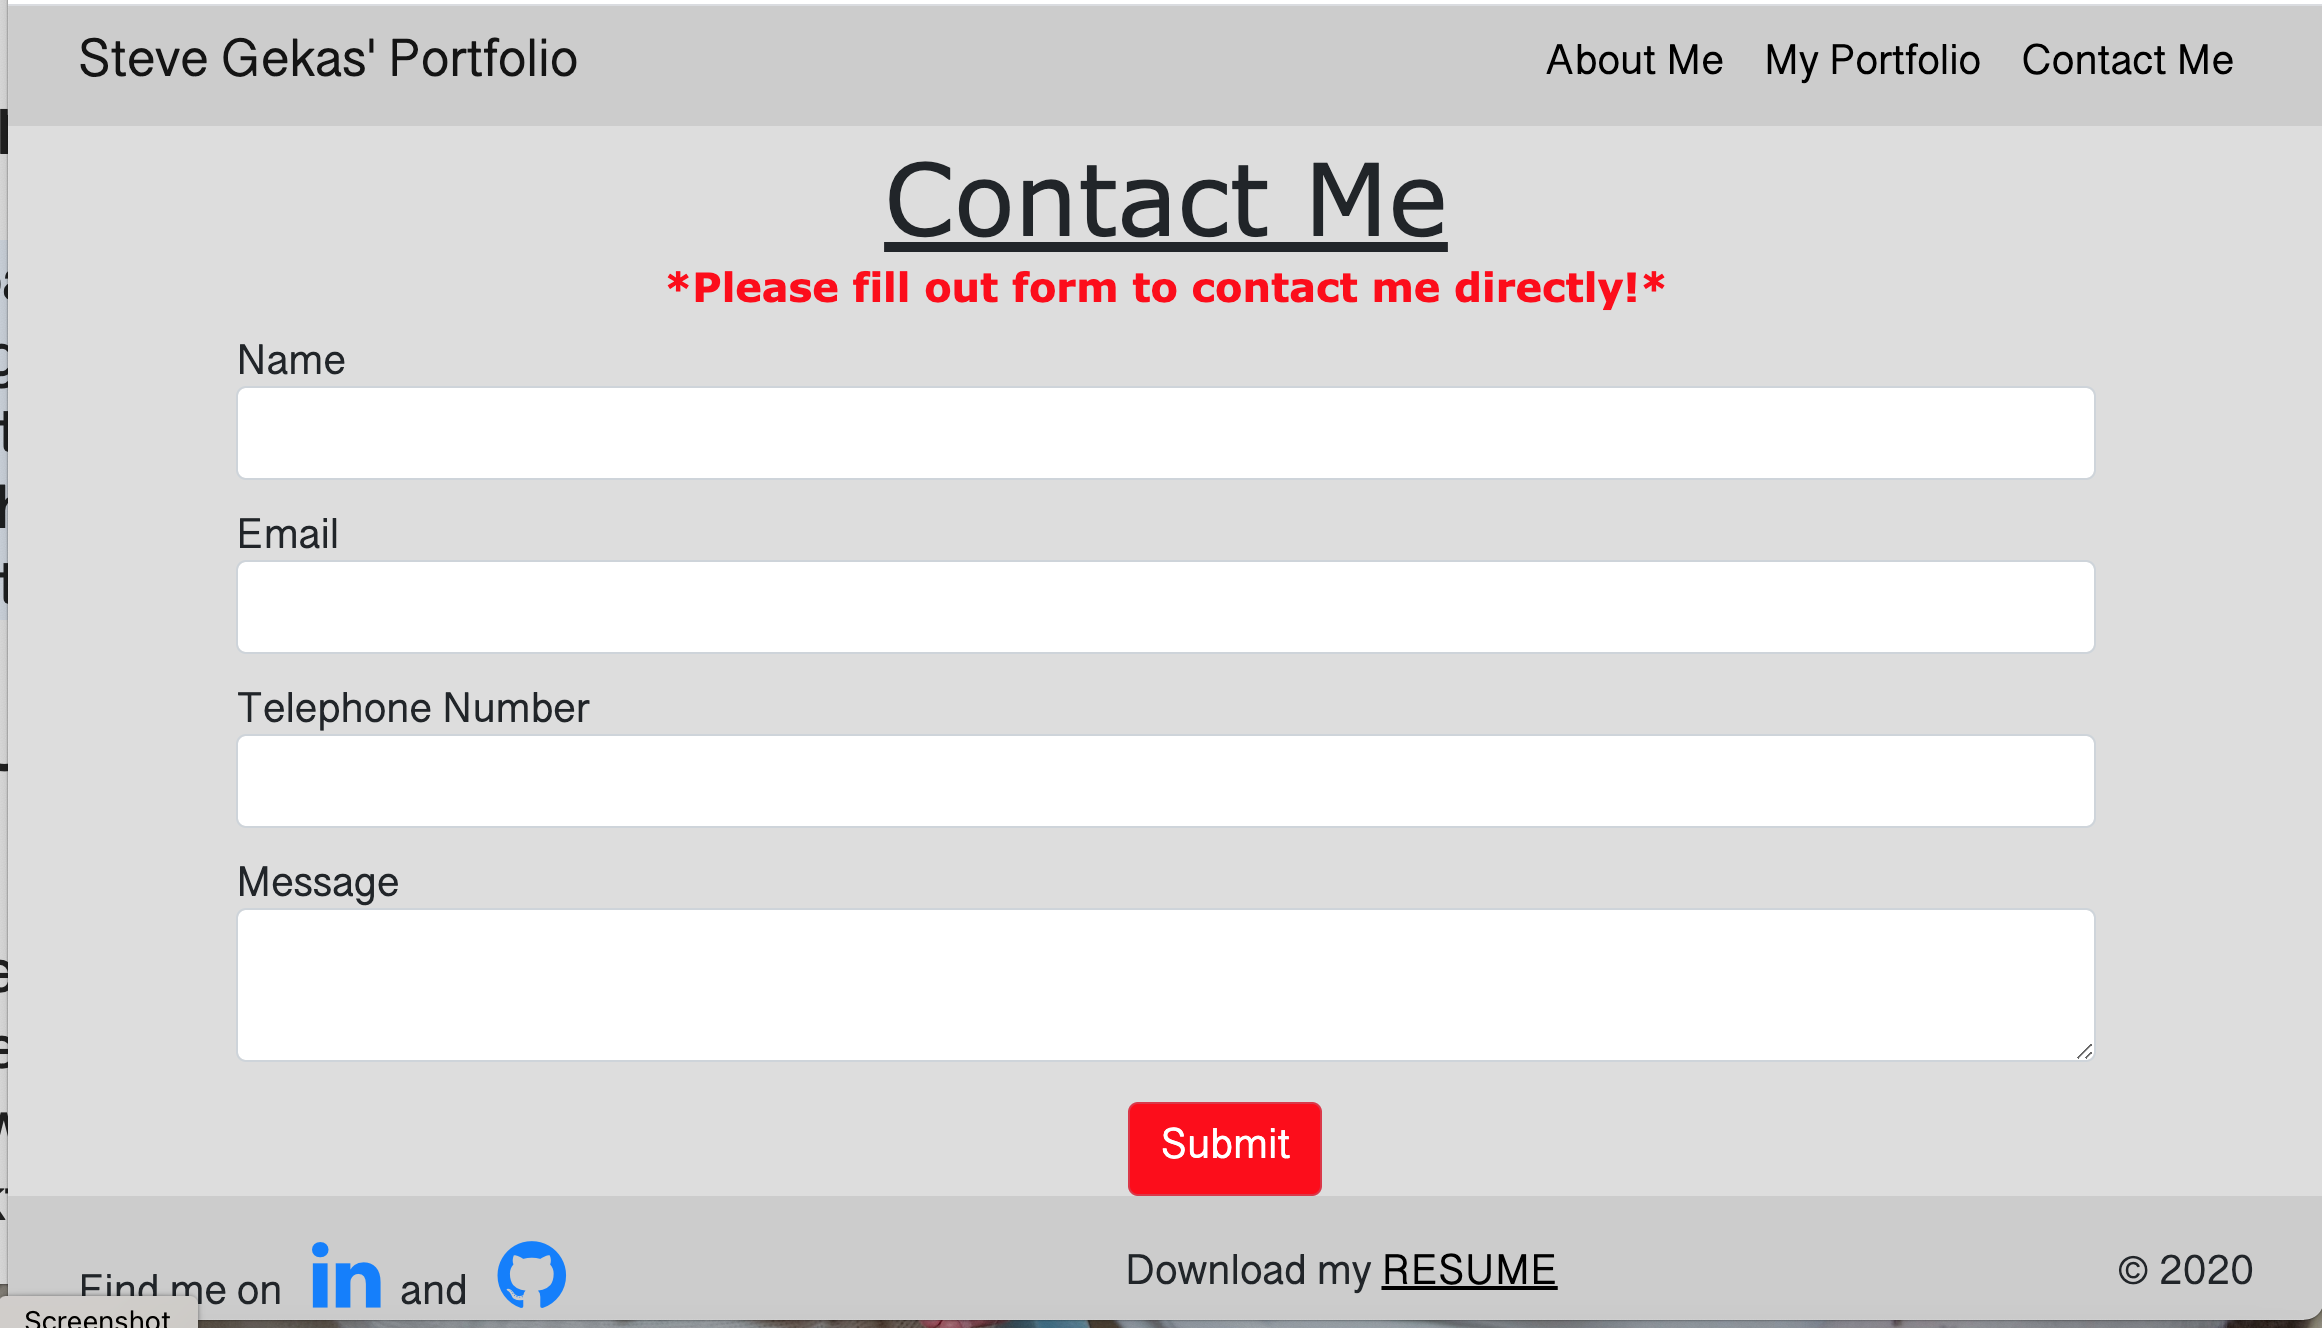 Steve Gekas' Portfolio About Me My Portfolio Contact Me
Contact Me
*Please fill out form to contact me directly!*
Name
Email
Telephone Number
Message
Submit
Find me on in and Download my RESUME © 2020
Screenshot